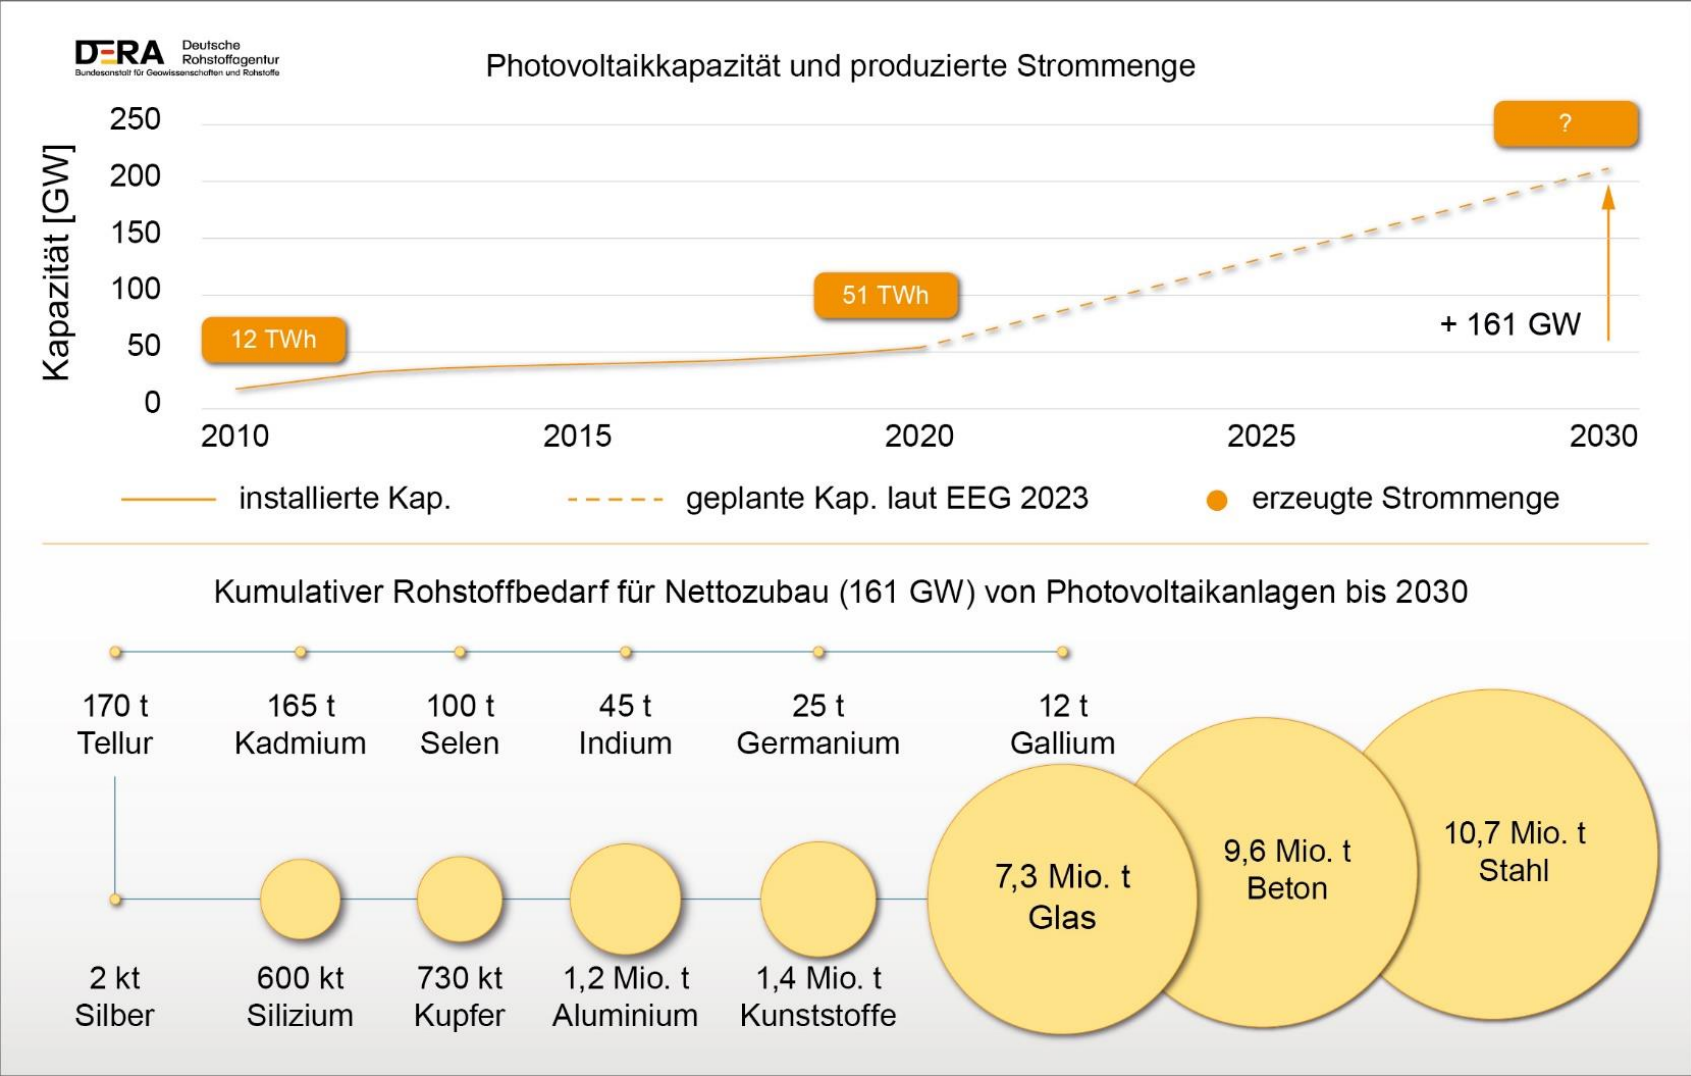 DERA Deutsche
Rohstoffagentur
Bundesanstalt für Geowissenschaften und Rohstoffe
Photovoltaikkapazität und produzierte Strommenge
Kapazität [GW]
250
200
150
100
50
0
?
51 TWh
12 TWh
+ 161 GW
2010 2015 2020 2025 2030
installierte Kap. geplante Kap. laut EEG 2023 erzeugte Strommenge
Kumulativer Rohstoffbedarf für Nettozubau (161 GW) von Photovoltaikanlagen bis 2030
170 t
Tellur
165 t
Kadmium
100 t
Selen
45 t
Indium
25 t
Germanium
12 t
Gallium
2 kt
Silber
600 kt
Silizium
730 kt
Kupfer
1,2 Mio. t
Aluminium
1,4 Mio. t
Kunststoffe
7,3 Mio. t
Glas
9,6 Mio. t
Beton
10,7 Mio. t
Stahl